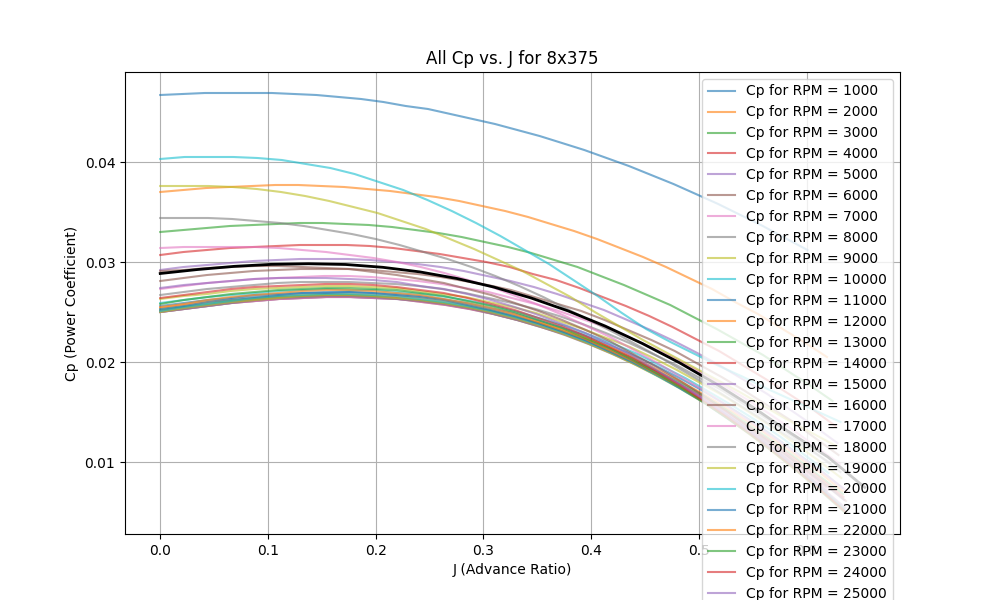 All Cp vs. J for 8x375
Cp (Power Coefficient)
0.04
0.03
0.02
0.01
0.0
0.1
0.2
0.3
0.4
0.5
J (Advance Ratio)
Cp for RPM = 1000
Cp for RPM = 2000
Cp for RPM = 3000
Cp for RPM = 4000
Cp for RPM = 5000
Cp for RPM = 6000
Cp for RPM = 7000
Cp for RPM = 8000
Cp for RPM = 9000
Cp for RPM = 10000
Cp for RPM = 11000
Cp for RPM = 12000
Cp for RPM = 13000
Cp for RPM = 14000
Cp for RPM = 15000
Cp for RPM = 16000
Cp for RPM = 17000
Cp for RPM = 18000
Cp for RPM = 19000
Cp for RPM = 20000
Cp for RPM = 21000
Cp for RPM = 22000
Cp for RPM = 23000
Cp for RPM = 24000
Cp for RPM = 25000